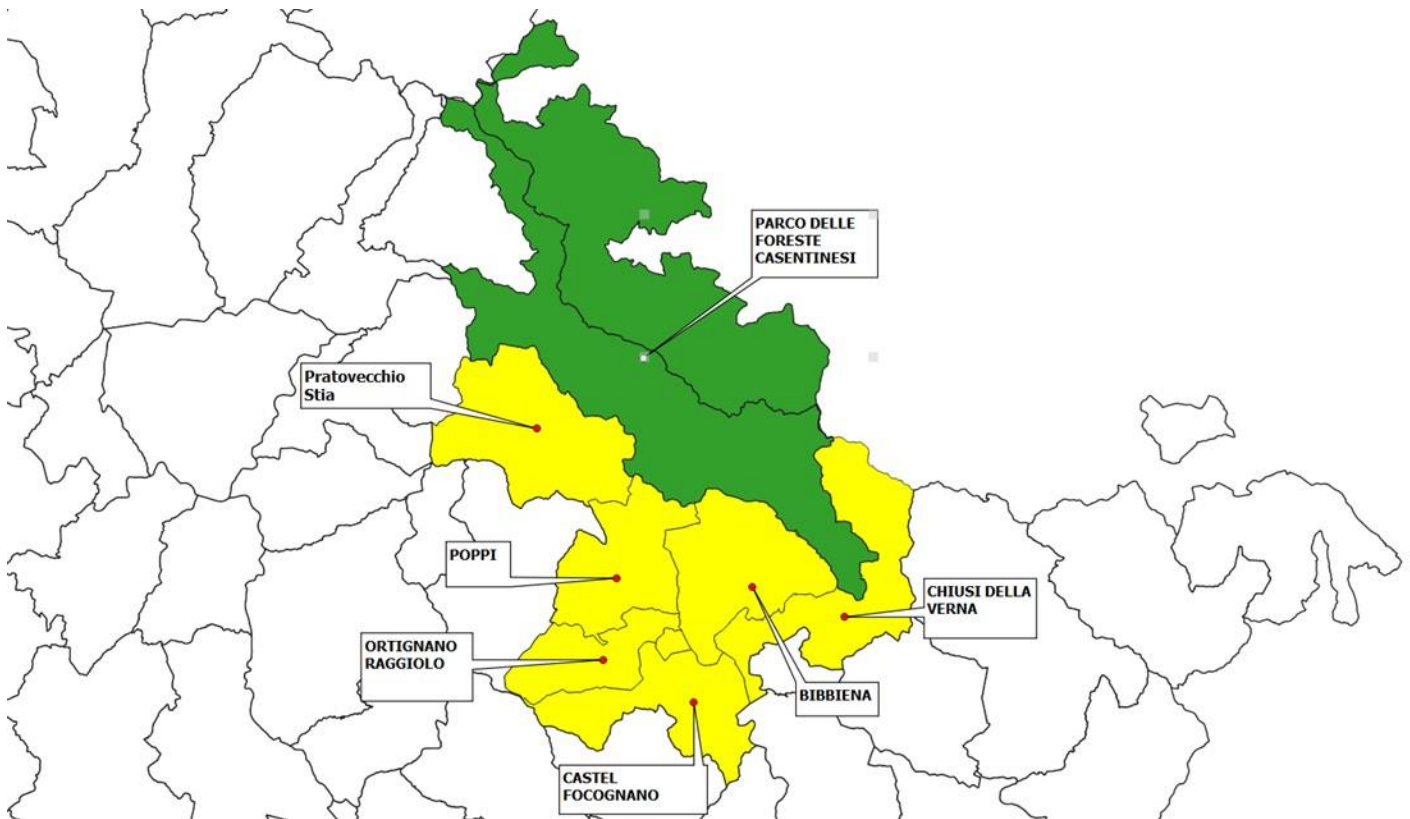 PARCO DELLE
FORESTE
CASENTINESI
Pratovecchio
Stia
POPPI
CHIUSI DELLA
VERNA
ORTIGNANO
RAGGIOLO
BIBBIENA
CASTEL
FOCOGNANO